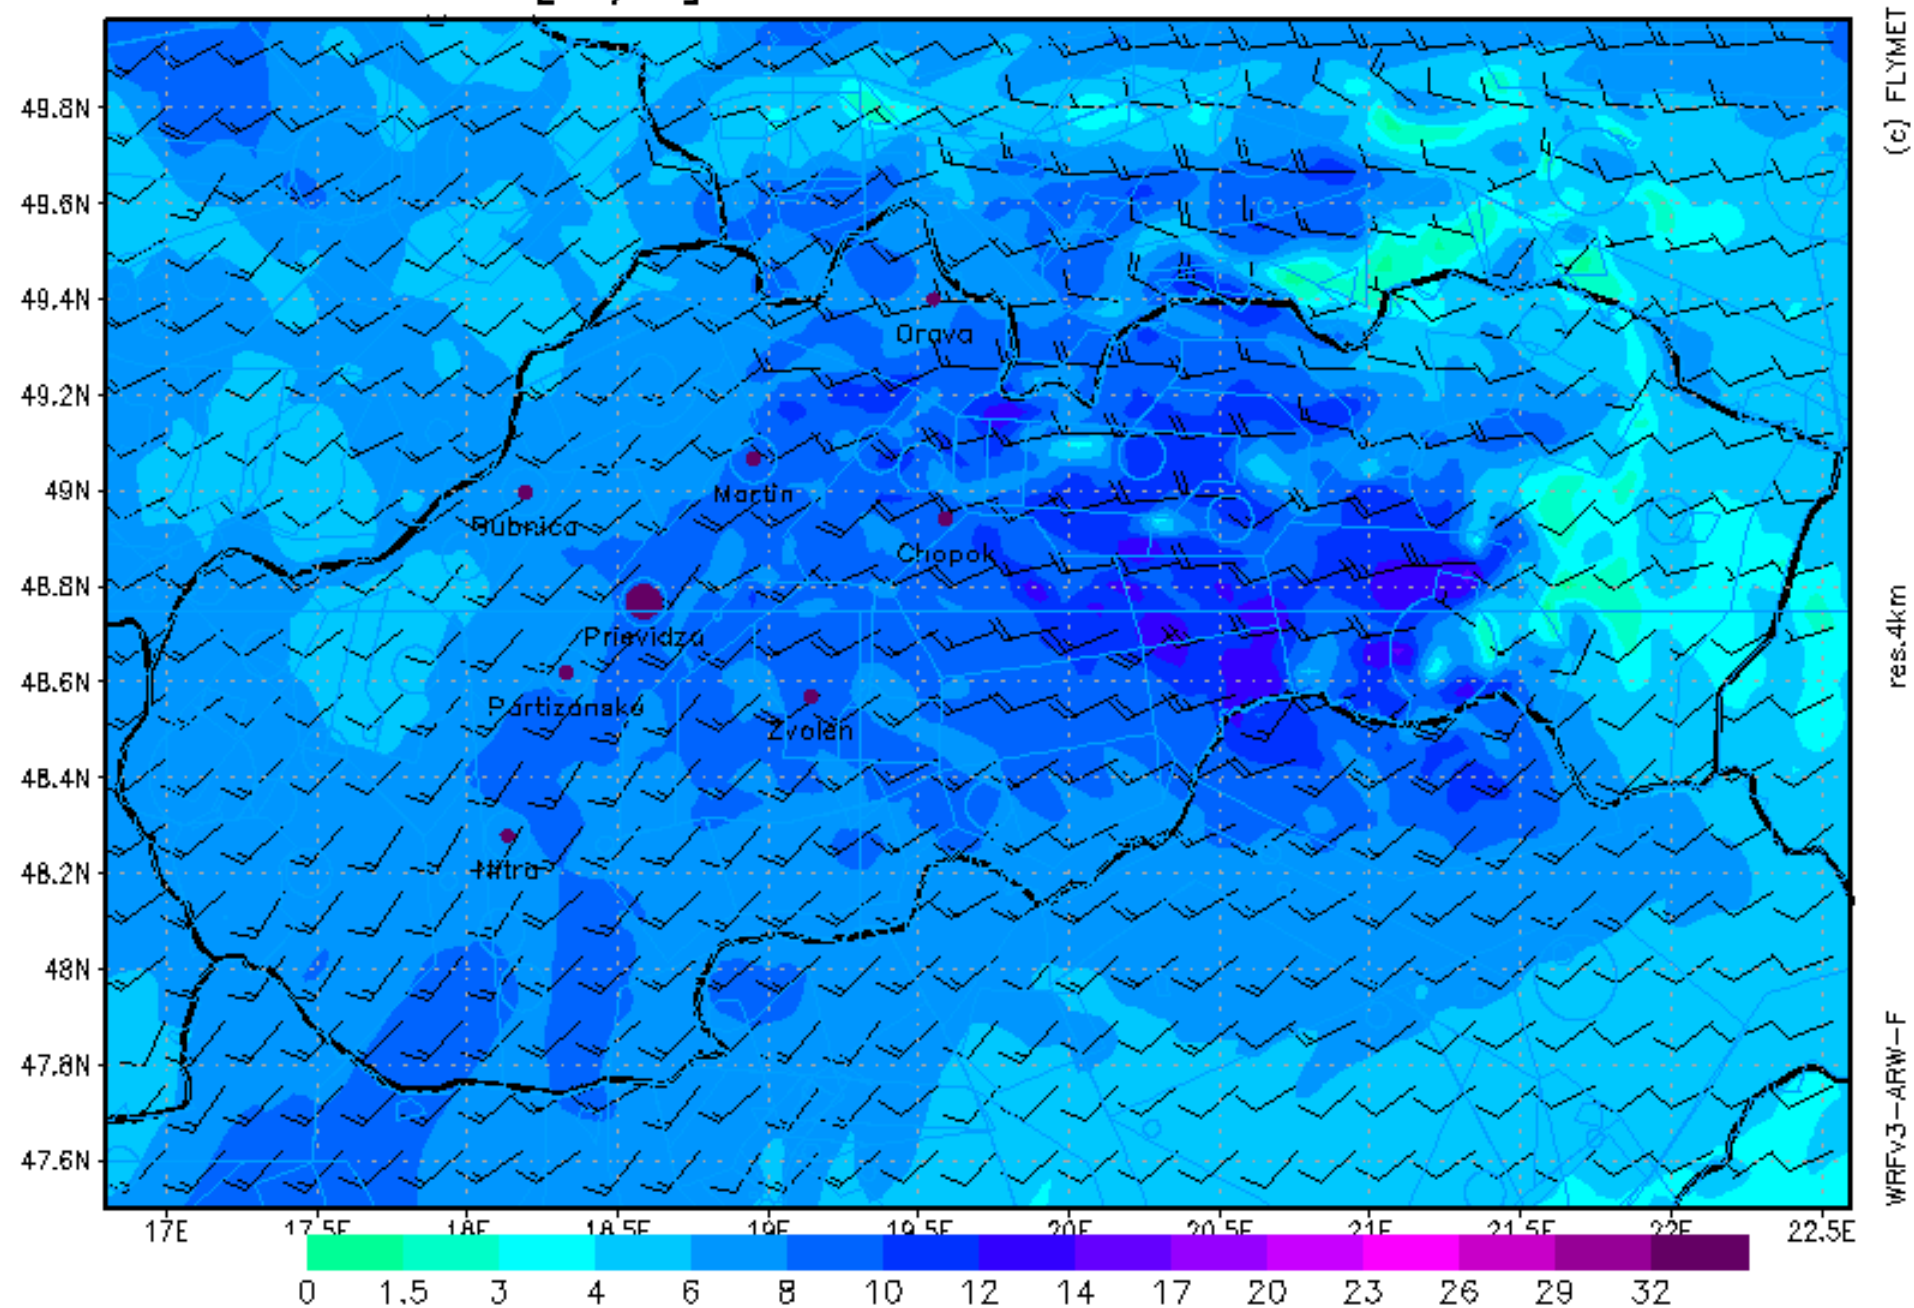 (c) FLYMET
49.8N
49.6N
49.4N
Orava
49.2N
Martin
49N
Dubnica
Chopok
48.8N
Prievidza
res.4km
48.6N
Partizánske
Zvolen
48.4N
Nitra
48.2N
48N
47.8N
WRFv3-ARW-F
47.6N
17E 17.5E 18E 18.5E 19E 19.5E 20E 20.5E 21E 21.5E 22E 22.5E
0 1.5 3 4 6 8 10 12 14 17 20 23 26 29 32